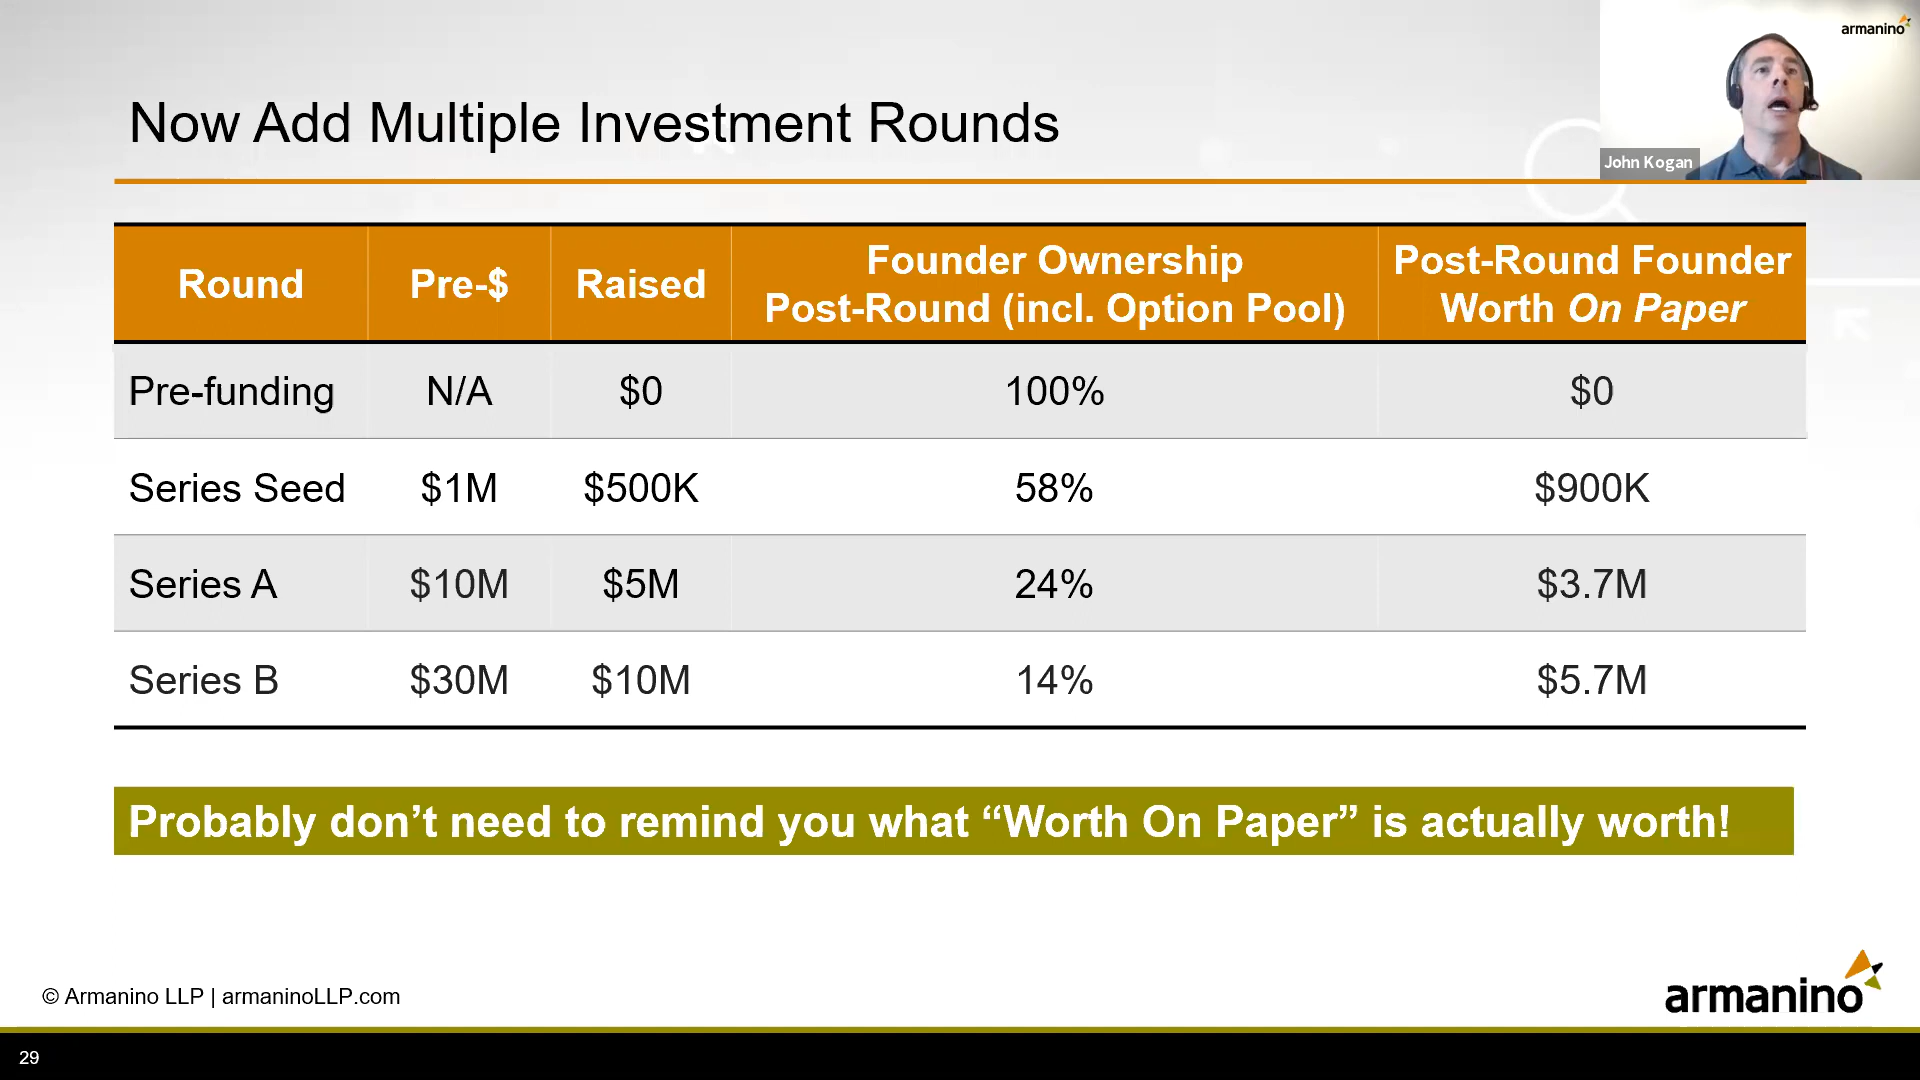 armanino
John Kogan
Now Add Multiple Investment Rounds
Round Pre-$ Raised Founder Ownership Post-Round (incl. Option Pool) Post-Round Founder Worth On Paper
Pre-funding N/A $0 100% $0
Series Seed $1M $500K 58% $900K
Series A $10M $5M 24% $3.7M
Series B $30M $10M 14% $5.7M
Probably don’t need to remind you what “Worth On Paper” is actually worth!
© Armanino LLP | armaninoLLP.com
armanino
29